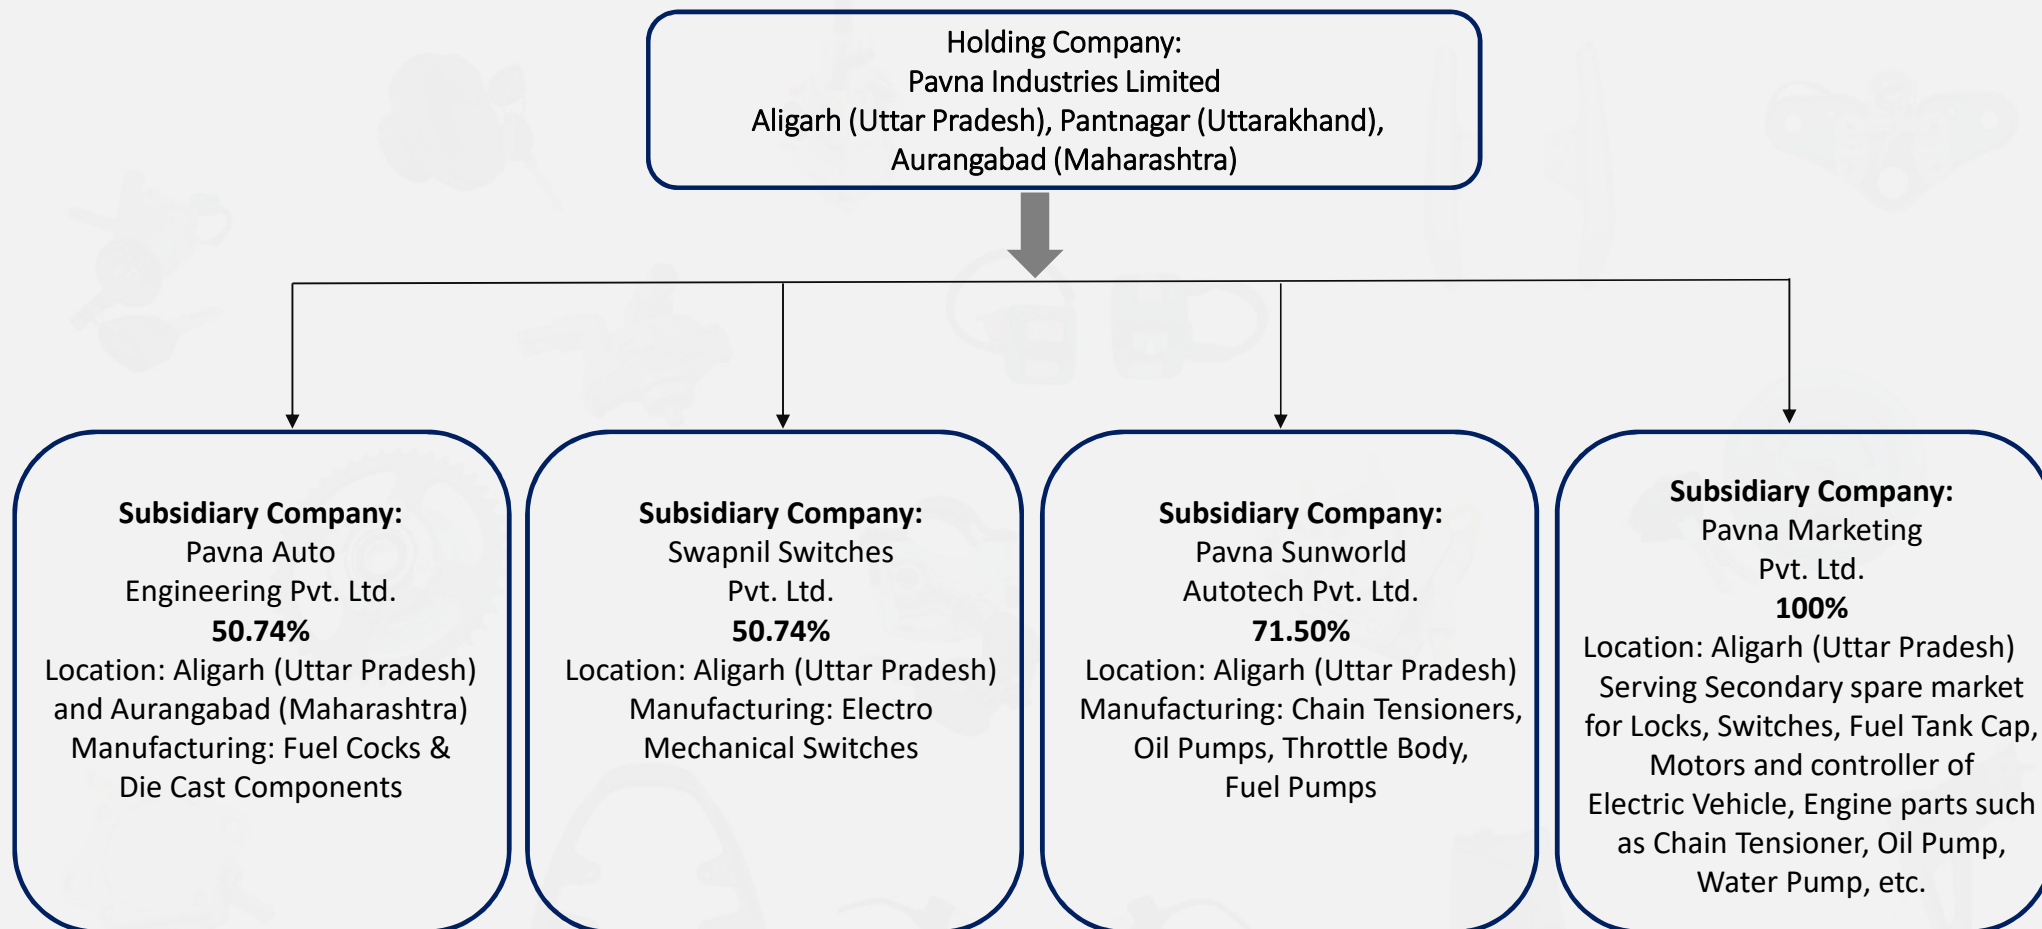 Holding Company:
Pavna Industries Limited
Aligarh (Uttar Pradesh), Pantnagar (Uttarakhand),
Aurangabad (Maharashtra)
Subsidiary Company:
Pavna Auto
Engineering Pvt. Ltd.
50.74%
Location: Aligarh (Uttar Pradesh)
and Aurangabad (Maharashtra)
Manufacturing: Fuel Cocks &
Die Cast Components
Subsidiary Company:
Swapnil Switches
Pvt. Ltd.
50.74%
Location: Aligarh (Uttar Pradesh)
Manufacturing: Electro
Mechanical Switches
Subsidiary Company:
Pavna Sunworld
Autotech Pvt. Ltd.
71.50%
Location: Aligarh (Uttar Pradesh)
Manufacturing: Chain Tensioners,
Oil Pumps, Throttle Body,
Fuel Pumps
Subsidiary Company:
Pavna Marketing
Pvt. Ltd.
100%
Location: Aligarh (Uttar Pradesh)
Serving Secondary spare market
for Locks, Switches, Fuel Tank Cap,
Motors and controller of
Electric Vehicle, Engine parts such
as Chain Tensioner, Oil Pump,
Water Pump, etc.